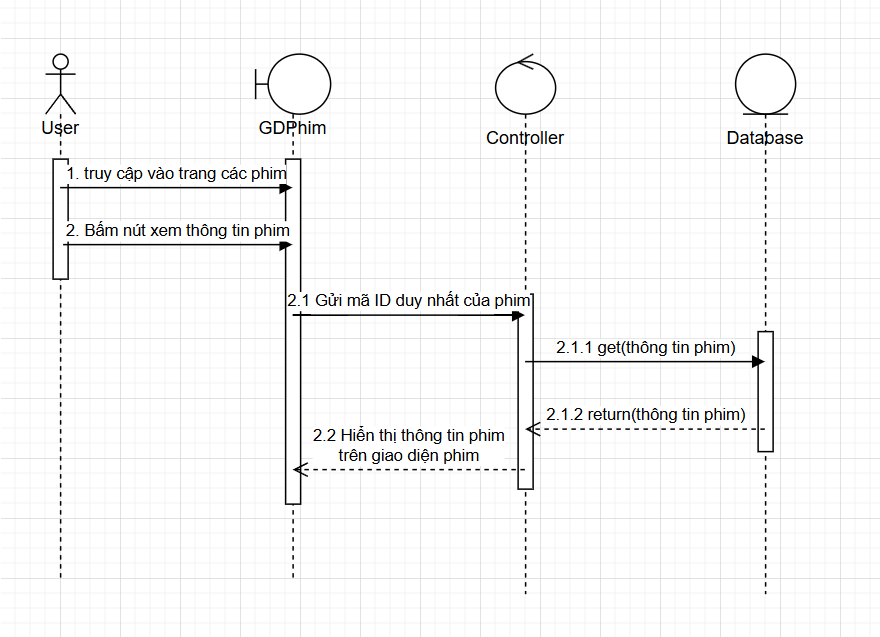 User
GDPhim
Controller
Database
1. truy cập vào trang các phim
2. Bấm nút xem thông tin phim
2.1 Gửi mã ID duy nhất của phim
2.1.1 get(thông tin phim)
2.1.2 return(thông tin phim)
2.2 Hiển thị thông tin phim
trên giao diện phim